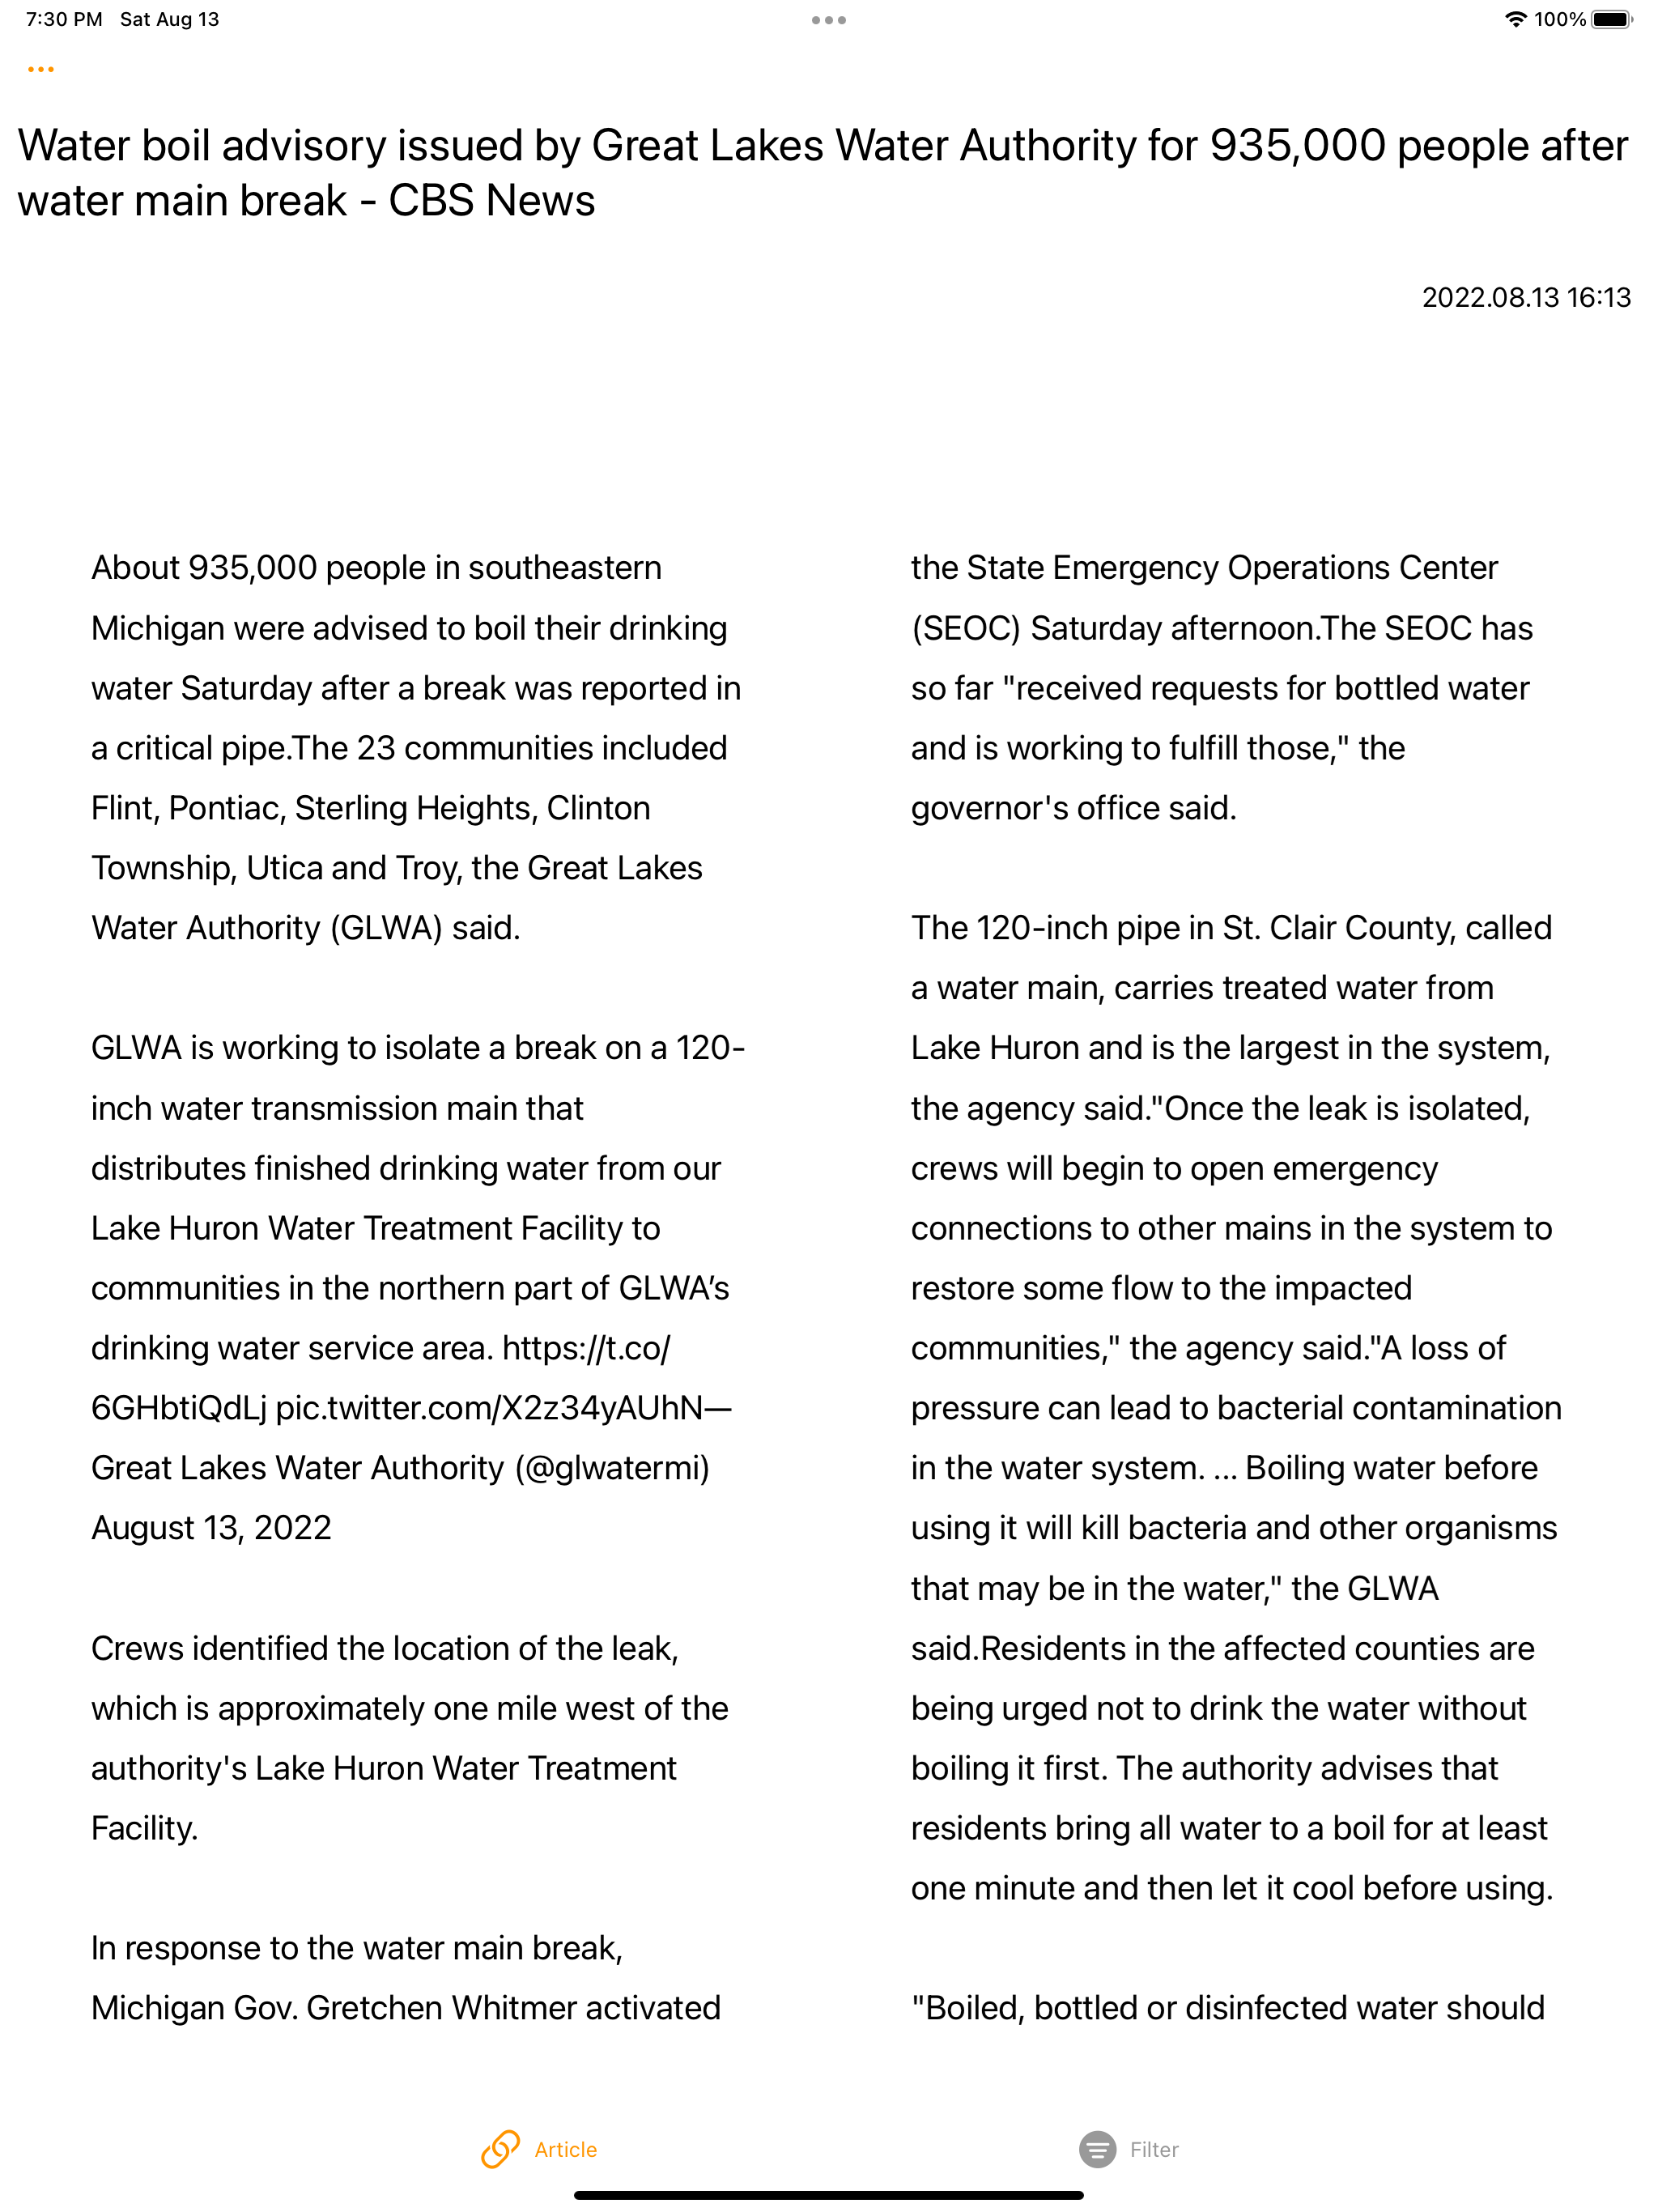 7:30 PM Sat Aug 13
100%
Water boil advisory issued by Great Lakes Water Authority for 935,000 people after
water main break - CBS News
2022.08.13 16:13
About 935,000 people in southeastern
Michigan were advised to boil their drinking
water Saturday after a break was reported in
a critical pipe.The 23 communities included
Flint, Pontiac, Sterling Heights, Clinton
Township, Utica and Troy, the Great Lakes
Water Authority (GLWA) said.
GLWA is working to isolate a break on a 120-
inch water transmission main that
distributes finished drinking water from our
Lake Huron Water Treatment Facility to
communities in the northern part of GLWA’s
drinking water service area. https://t.co/
6GHbtiQdLj pic.twitter.com/X2z34yAUhN—
Great Lakes Water Authority (@glwatermi)
August 13, 2022
Crews identified the location of the leak,
which is approximately one mile west of the
authority's Lake Huron Water Treatment
Facility.
In response to the water main break,
Michigan Gov. Gretchen Whitmer activated
the State Emergency Operations Center
(SEOC) Saturday afternoon.The SEOC has
so far "received requests for bottled water
and is working to fulfill those," the
governor's office said.
The 120-inch pipe in St. Clair County, called
a water main, carries treated water from
Lake Huron and is the largest in the system,
the agency said."Once the leak is isolated,
crews will begin to open emergency
connections to other mains in the system to
restore some flow to the impacted
communities," the agency said."A loss of
pressure can lead to bacterial contamination
in the water system. ... Boiling water before
using it will kill bacteria and other organisms
that may be in the water," the GLWA
said.Residents in the affected counties are
being urged not to drink the water without
boiling it first. The authority advises that
residents bring all water to a boil for at least
one minute and then let it cool before using.
"Boiled, bottled or disinfected water should
Article
Filter